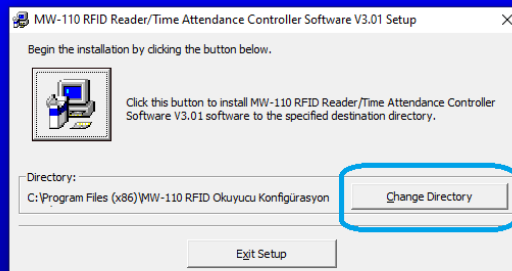 MW-110 RFID Reader/Time Attendance Controller Software V3.01 Setup
Begin the installation by clicking the button below.
Click this button to install MW-110 RFID Reader/Time Attendance Controller
Software V3.01 software to the specified destination directory.
Directory:
C:\Program Files (x86)\MW-110 RFID Okuyucu Konfigürasyon
Change Directory
Exit Setup